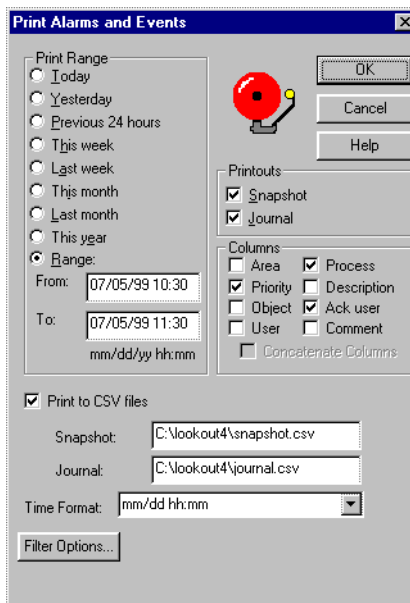 Print Alarms and Events
Print Range
Today
Yesterday
Previous 24 hours
This week
Last week
This month
Last month
This year
Range:
From: 07/05/99 10:30
To: 07/05/99 11:30
mm/dd/yy hh:mm
OK
Cancel
Help
Printouts
Snapshot
Journal
Columns
Area Process
Priority Description
Object Ack user
User Comment
Concatenate Columns
Print to CSV files
Snapshot: C:\lookout4\snapshot.csv
Journal: C:\lookout4\journal.csv
Time Format: mm/dd hh:mm
Filter Options...